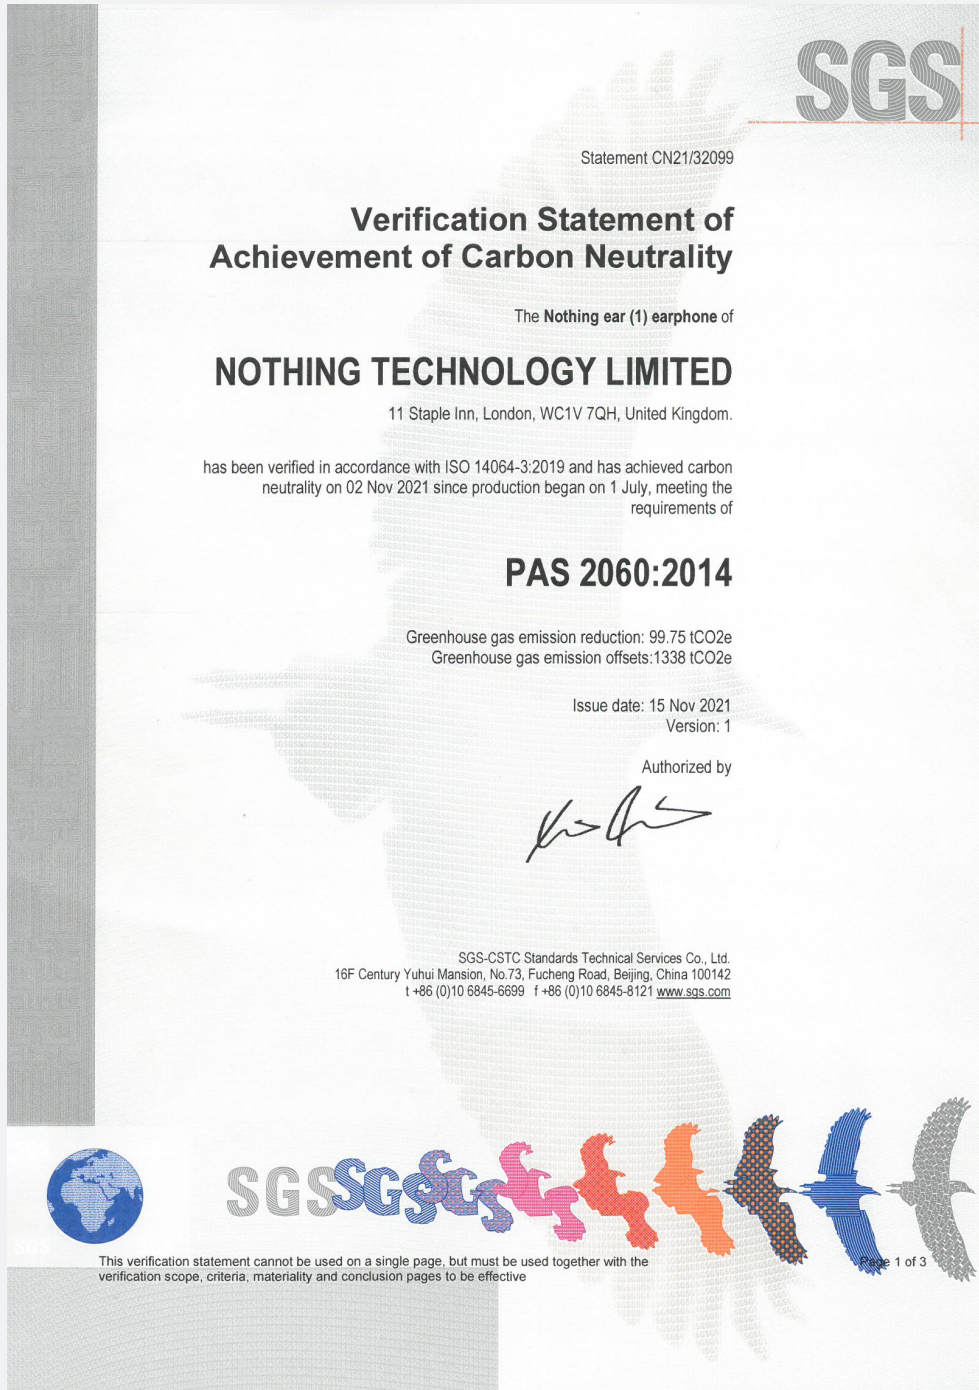 SGS
Statement CN21/32099
Verification Statement of
Achievement of Carbon Neutrality
The Nothing ear (1) earphone of
NOTHING TECHNOLOGY LIMITED
11 Staple Inn, London, WC1V 7QH, United Kingdom.
has been verified in accordance with ISO 14064-3:2019 and has achieved carbon
neutrality on 02 Nov 2021 since production began on 1 July, meeting the
requirements of
PAS 2060:2014
Greenhouse gas emission reduction: 99.75 tCO2e
Greenhouse gas emission offsets:1338 tCO2e
Issue date: 15 Nov 2021
Version: 1
Authorized by
SGS-CSTC Standards Technical Services Co., Ltd.
16F Century Yuhui Mansion, No.73, Fucheng Road, Beijing, China 100142
t +86 (0)10 6845-6699 f +86 (0)10 6845-8121 www.sgs.com
SGS SGS SGS
SGS
This verification statement cannot be used on a single page, but must be used together with the
verification scope, criteria, materiality and conclusion pages to be effective
Page 1 of 3